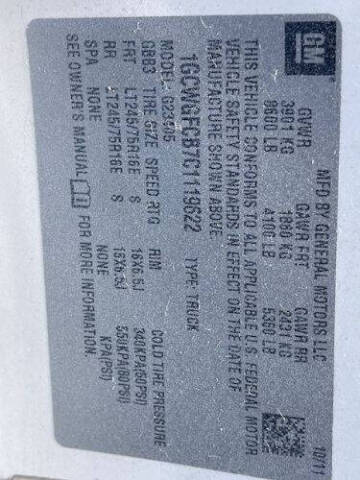 GM MFD BY GENERAL MOTORS LLC 10/11
GVWR GAWR FRT GAWR RR
3901 KG 1860 KG 2431 KG
8600 LB 4100 LB 5360 LB
THIS VEHICLE CONFORMS TO ALL APPLICABLE U.S. FEDERAL MOTOR
VEHICLE SAFETY STANDARDS IN EFFECT ON THE DATE OF
MANUFACTURE SHOWN ABOVE.
1GCWGFCB7C1119622 TYPE: TRUCK
MODEL: G23405
GBB3 TIRE SIZE SPEED RTG RIM COLD TIRE PRESSURE
FRT LT245/75R16E S 16X6.5J 340KPA(50PSI)
RR LT245/75R16E S 16X6.5J 550KPA(80PSI)
SPA NONE NONE KPA(PSI)
SEE OWNER'S MANUAL FOR MORE INFORMATION.